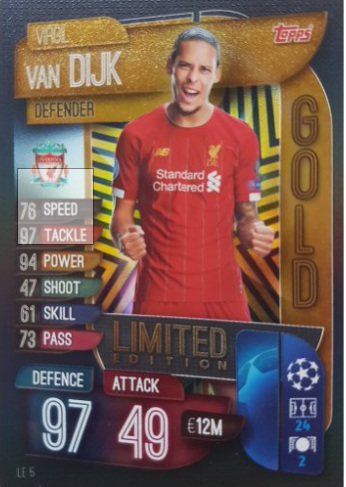 VIRGIL
VAN DIJK
DEFENDER
topps
GOLD
NB
Standard
Chartered
76 SPEED
97 TACKLE
94 POWER
47 SHOOT
61 SKILL
73 PASS
LIMITED
EDITION
DEFENCE
97
ATTACK
49
€12M
24
2
LE 5